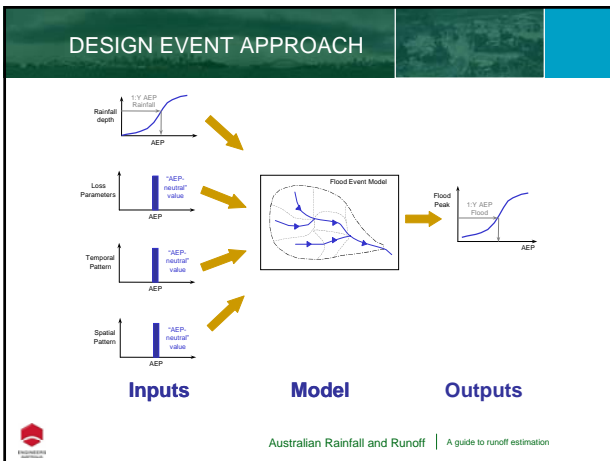 DESIGN EVENT APPROACH
1:Y AEP
Rainfall
Rainfall
depth
AEP
Loss
Parameters
"AEP-
neutral"
value
AEP
Temporal
Pattern
"AEP-
neutral"
value
AEP
Spatial
Pattern
"AEP-
neutral"
value
AEP
Flood Event Model
Flood
Peak
1:Y AEP
Flood
AEP
Inputs
Model
Outputs
ENGINEERS
AUSTRALIA
Australian Rainfall and Runoff | A guide to runoff estimation